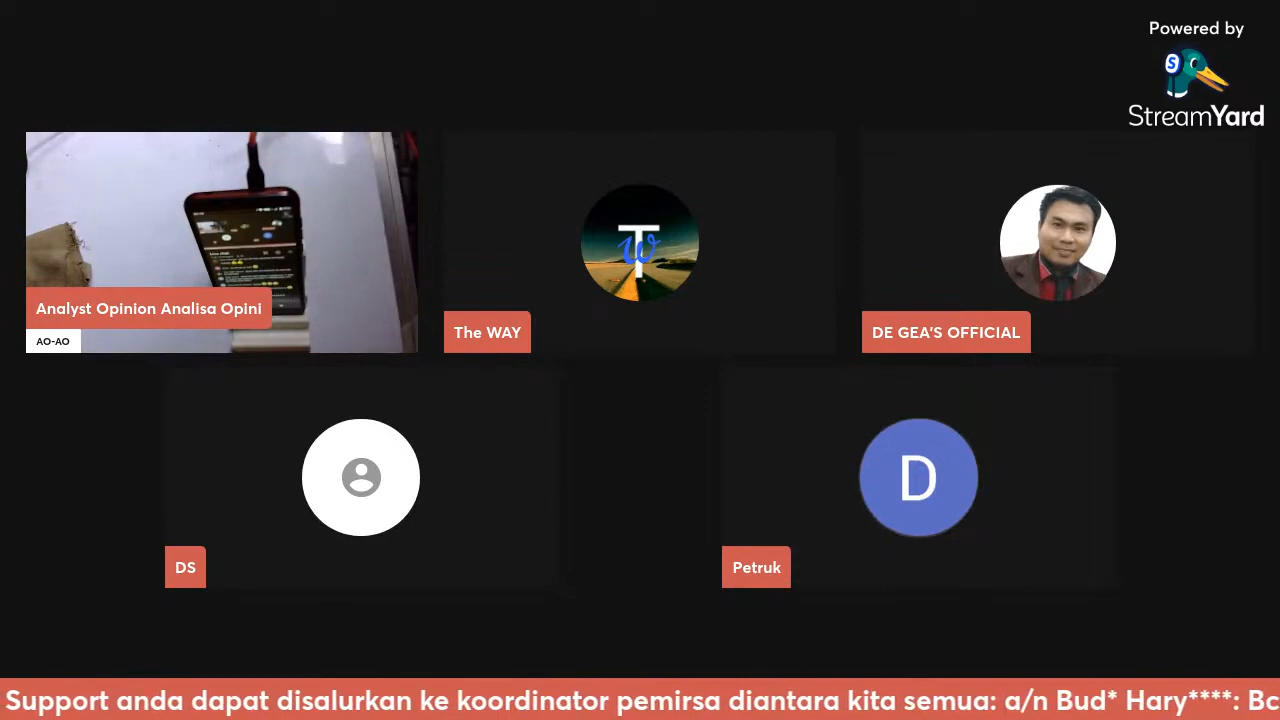 Powered by
StreamYard
Analyst Opinion Analisa Opini
AO-AO
The WAY
DE GEA'S OFFICIAL
DS
D
Petruk
Support anda dapat disalurkan ke koordinator pemirsa diantara kita semua: a/n Bud* Hary****: Bc